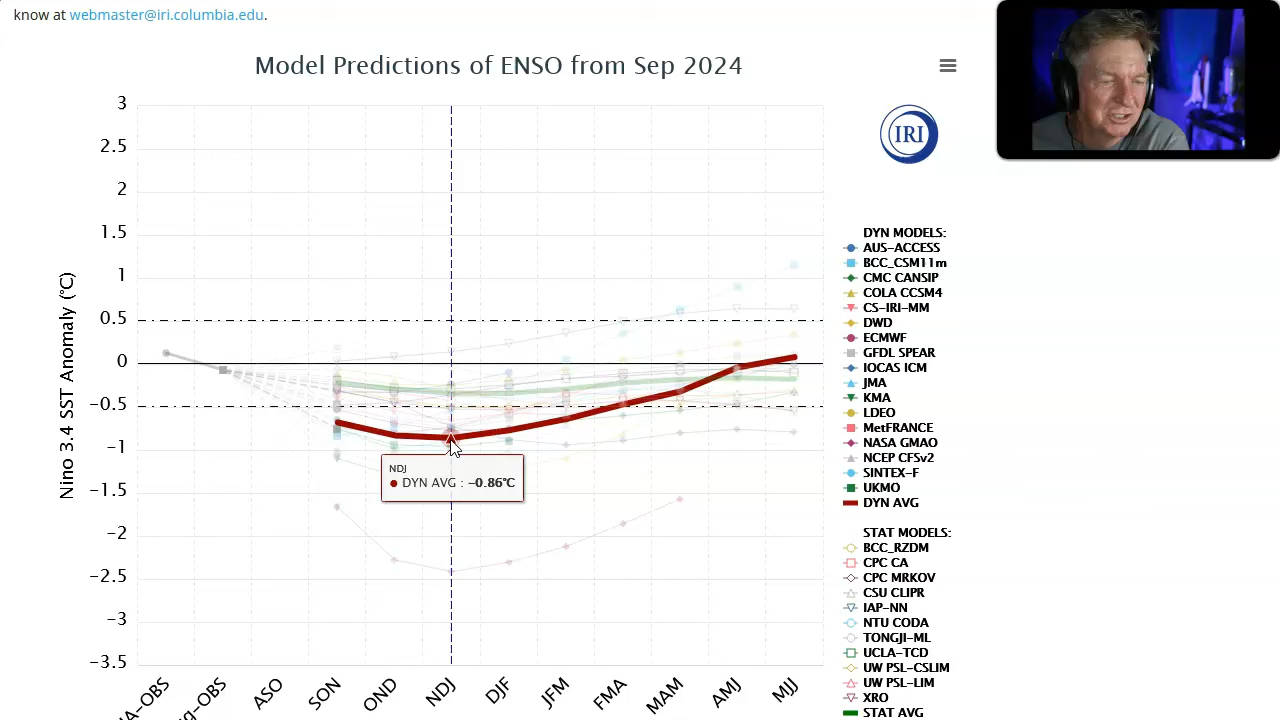 know at webmaster@iri.columbia.edu.
Model Predictions of ENSO from Sep 2024
IRI
3
2.5
2
1.5
1
0.5
0
−0.5
−1
−1.5
−2
−2.5
−3
−3.5
Nino 3.4 SST Anomaly (°C)
NDJ
DYN AVG : −0.86°C
A-OBS
g-OBS
ASO
SON
OND
NDJ
DJF
JFM
FMA
MAM
AMJ
MJJ
DYN MODELS:
AUS-ACCESS
BCC_CSM11m
CMC CANSIP
COLA CCSM4
CS-IRI-MM
DWD
ECMWF
GFDL SPEAR
IOCAS ICM
JMA
KMA
LDEO
MetFRANCE
NASA GMAO
NCEP CFSv2
SINTEX-F
UKMO
DYN AVG
STAT MODELS:
BCC_RZDM
CPC CA
CPC MRKOV
CSU CLIPR
IAP-NN
NTU CODA
TONGJI-ML
UCLA-TCD
UW PSL-CSLIM
UW PSL-LIM
XRO
STAT AVG